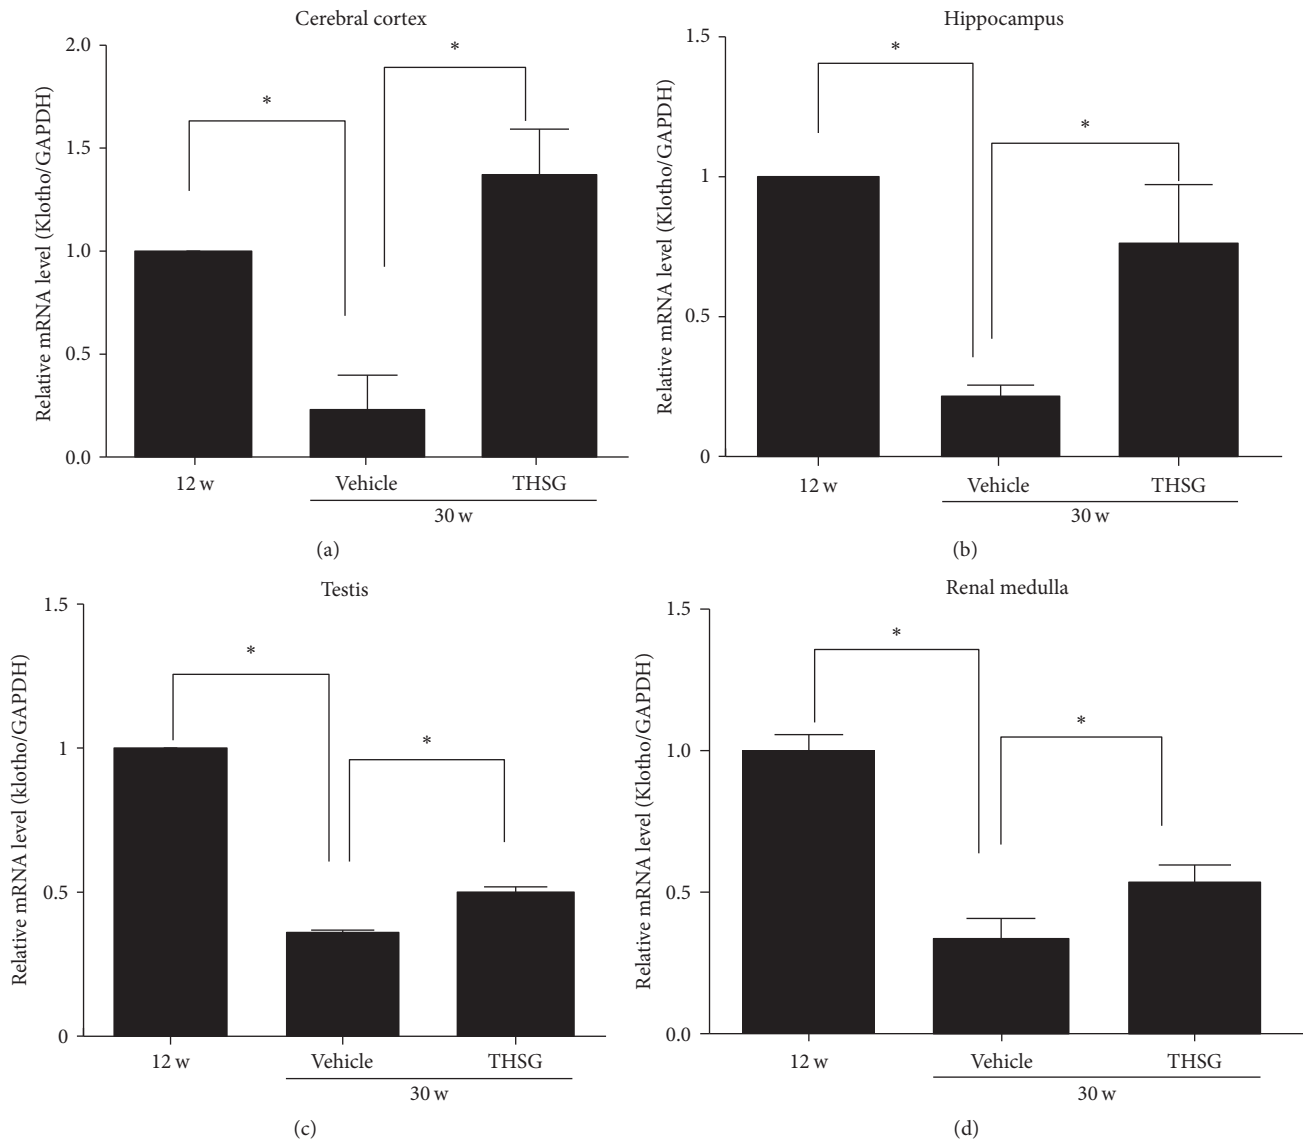 Cerebral cortex
Relative mRNA level (Klotho/GAPDH)
2.0
1.5
1.0
0.5
0.0
*
*
12 w
Vehicle
THSG
30 w
(a)
Hippocampus
Relative mRNA level (Klotho/GAPDH)
1.5
1
0.5
0
*
*
12 w
Vehicle
THSG
30 w
(b)
Testis
Relative mRNA level (klotho/GAPDH)
1.5
1
0.5
0
*
*
12 w
Vehicle
THSG
30 w
(c)
Renal medulla
Relative mRNA level (Klotho/GAPDH)
1.5
1.0
0.5
0.0
*
*
12 w
Vehicle
THSG
30 w
(d)